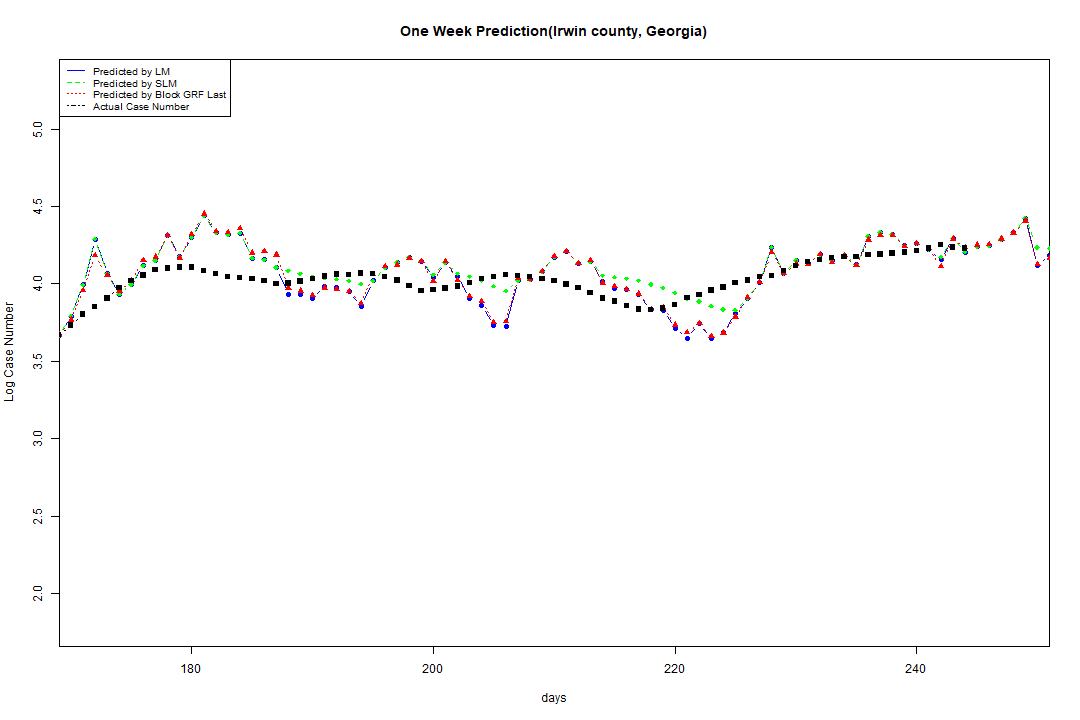 One Week Prediction(Irwin county, Georgia)
Predicted by LM
Predicted by SLM
Predicted by Block GRF Last
Actual Case Number
5.0
4.5
4.0
3.5
3.0
2.5
2.0
Log Case Number
180 200 220 240
days